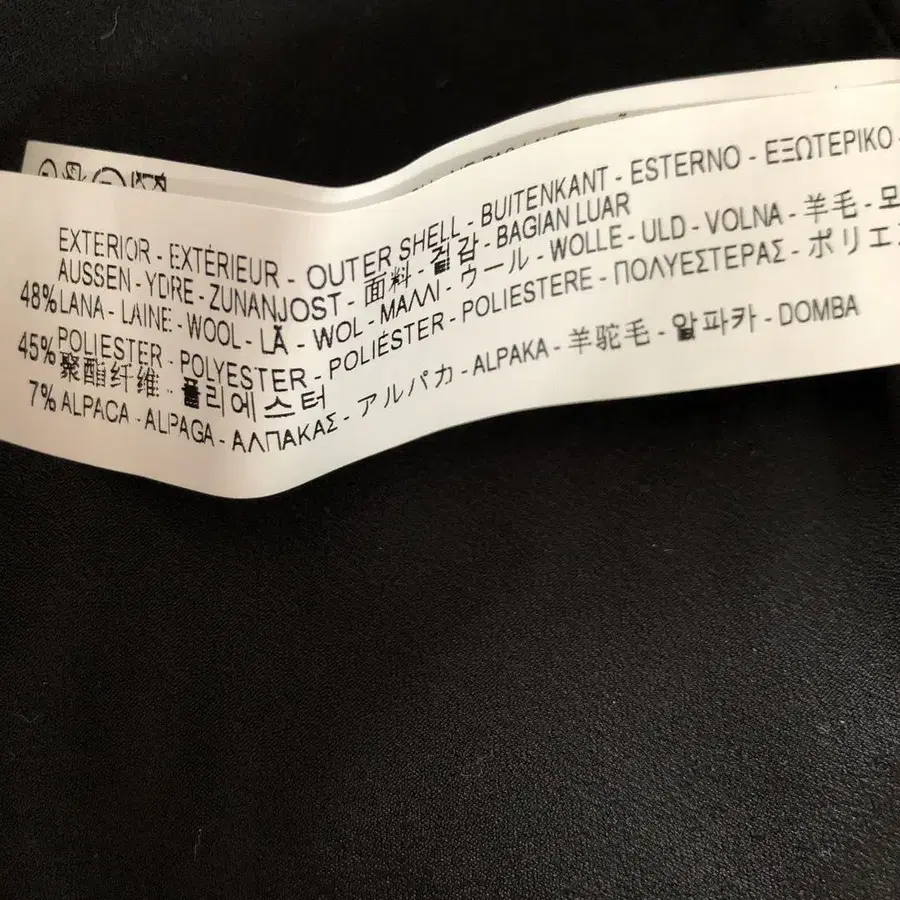 EXTERIOR - EXTÉRIEUR - OUTER SHELL - BUITENKANT - ESTERNO - ΕΞΩΤΕΡΙΚΟ -
AUSSEN - YDRE - ZUNANJOST - 面料 - 겉감 - BAGIAN LUAR
48% LANA - LAINE - WOOL - LÃ - WOL - ΜΑΛΛΙ - ウール - WOLLE - ULD - VOLNA - 羊毛 - 모
45% POLIESTER - POLYESTER - POLIÉSTER - POLIESTERE - ΠΟΛΥΕΣΤΕΡΑΣ - ポリエ
聚酯纤维 - 폴리에스터
7% ALPACA - ALPAGA - ΑΛΠΑΚΑΣ - アルパカ - ALPAKA - 羊驼毛 - 알파카 - DOMBA